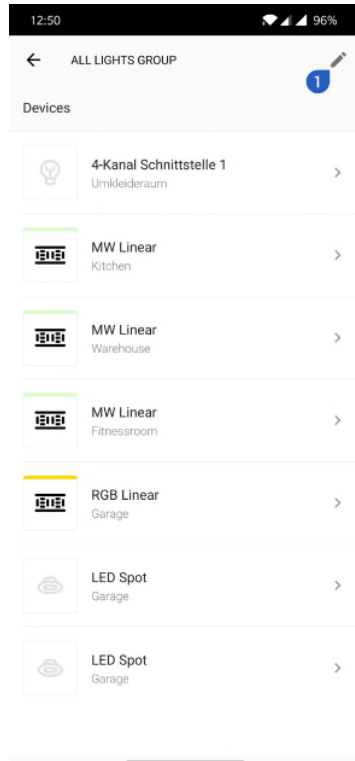 12:50
96%
ALL LIGHTS GROUP
1
Devices
4-Kanal Schnittstelle 1
Umkleideraum
MW Linear
Kitchen
MW Linear
Warehouse
MW Linear
Fitnessroom
RGB Linear
Garage
LED Spot
Garage
LED Spot
Garage